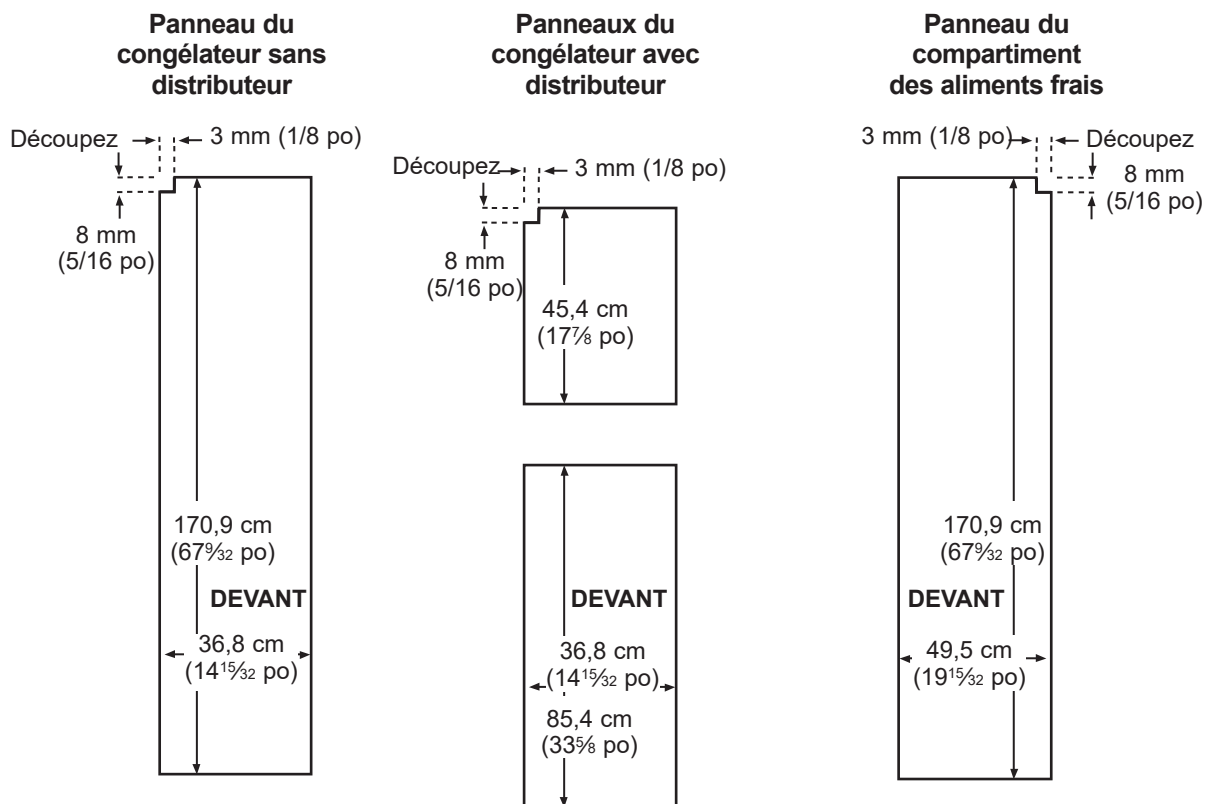 Panneau du
congélateur sans
distributeur
Découpez
3 mm (1/8 po)
8 mm
(5/16 po)
170,9 cm
(67⁹⁄₃₂ po)
DEVANT
36,8 cm
(14¹⁵⁄₃₂ po)
Panneaux du
congélateur avec
distributeur
Découpez
3 mm (1/8 po)
8 mm
(5/16 po)
45,4 cm
(17⁷⁄₈ po)
DEVANT
36,8 cm
(14¹⁵⁄₃₂ po)
85,4 cm
(33⁵⁄₈ po)
Panneau du
compartiment
des aliments frais
3 mm (1/8 po)
Découpez
8 mm
(5/16 po)
170,9 cm
(67⁹⁄₃₂ po)
DEVANT
49,5 cm
(19¹⁵⁄₃₂ po)